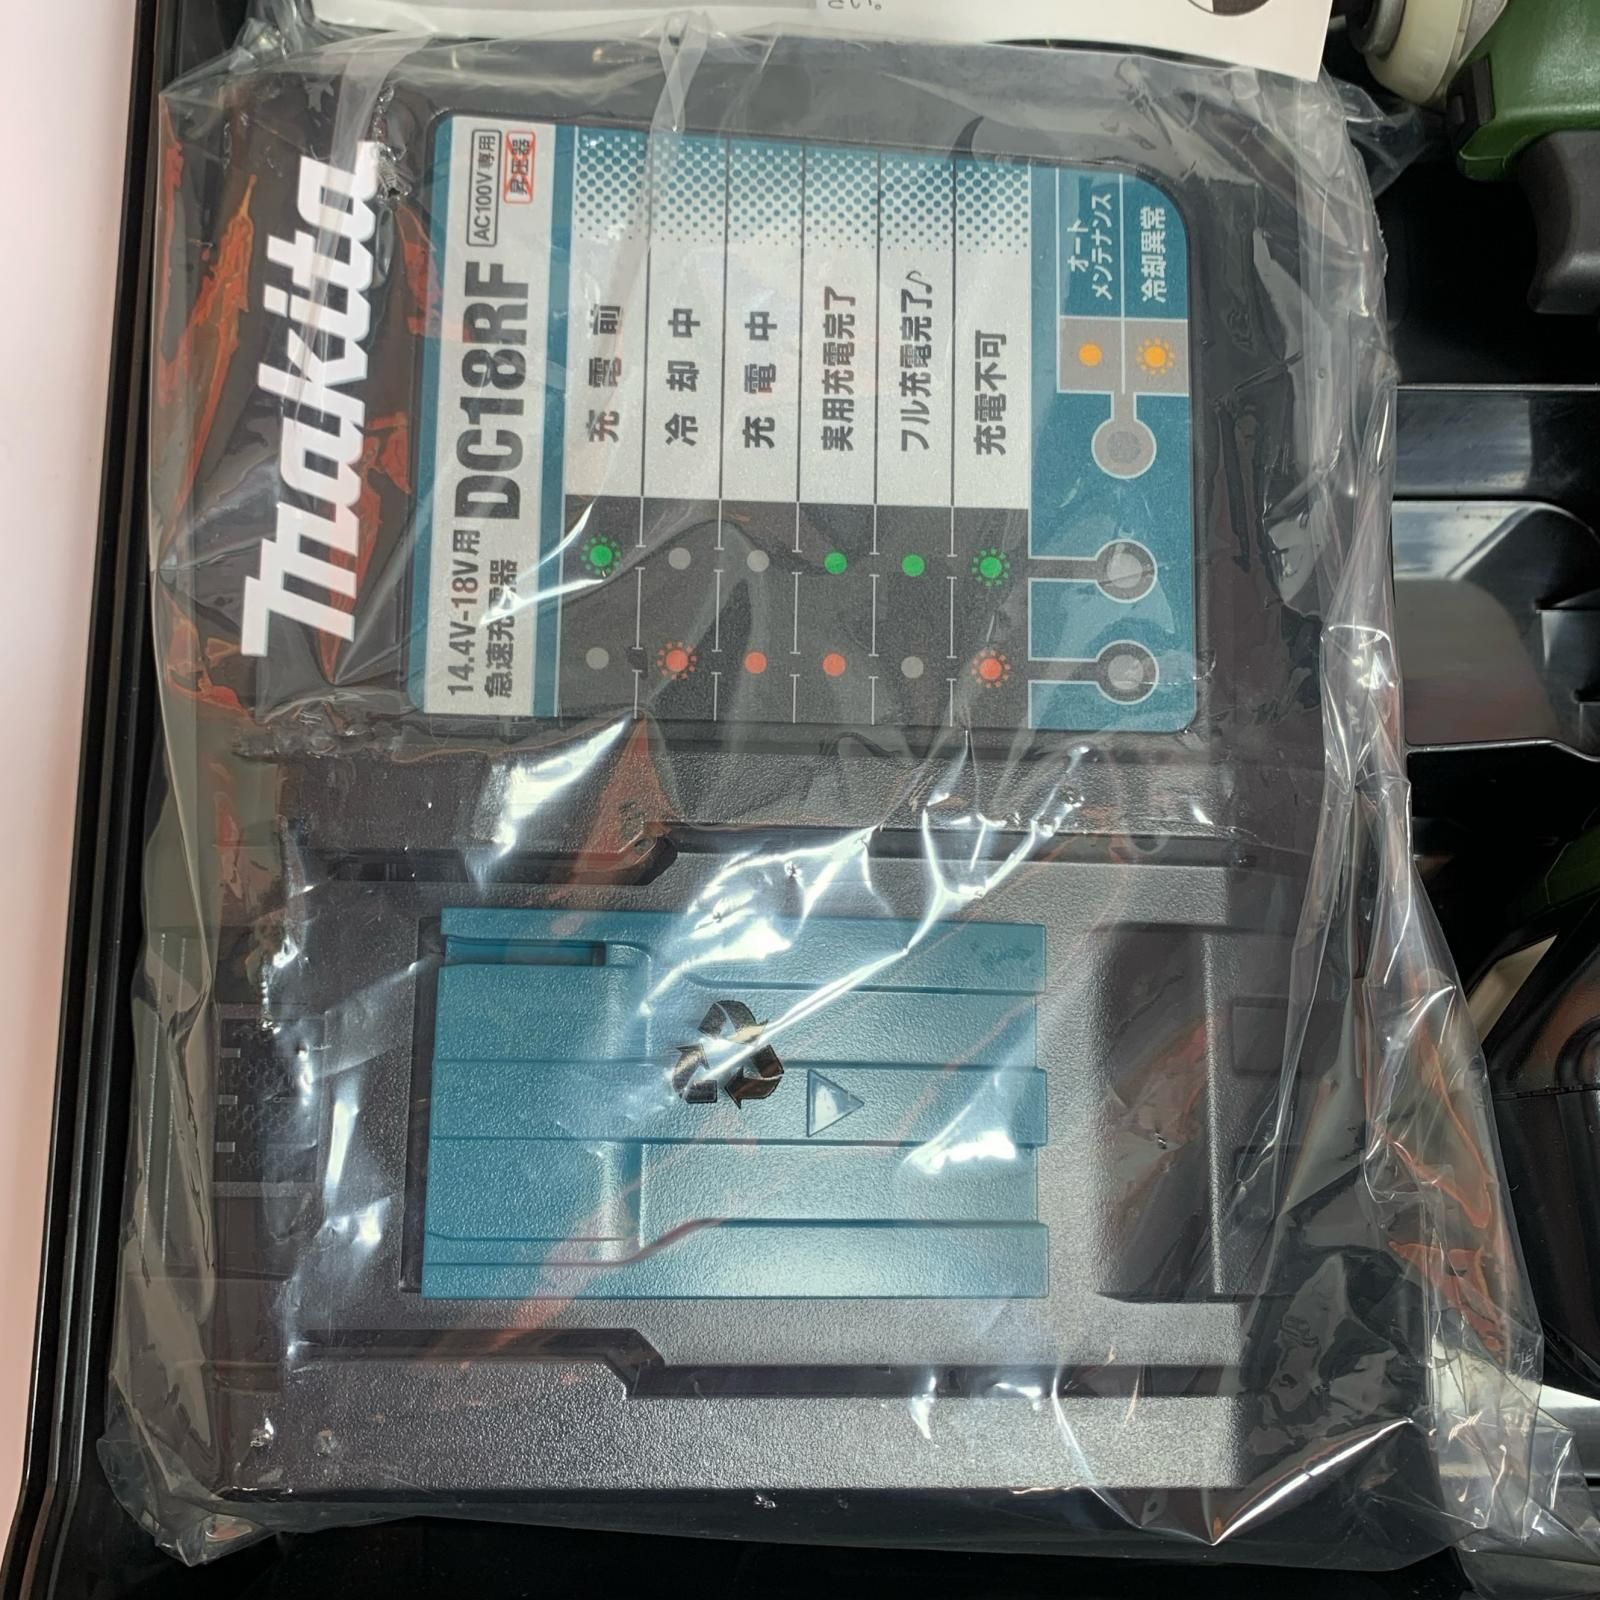 makita
14.4V-18V用
急速充電器
DC18RF
AC100V専用
昇圧器
充電前
冷却中
充電中
実用充電完了
フル充電完了♪
充電不可
オート
メンテナンス
冷却異常